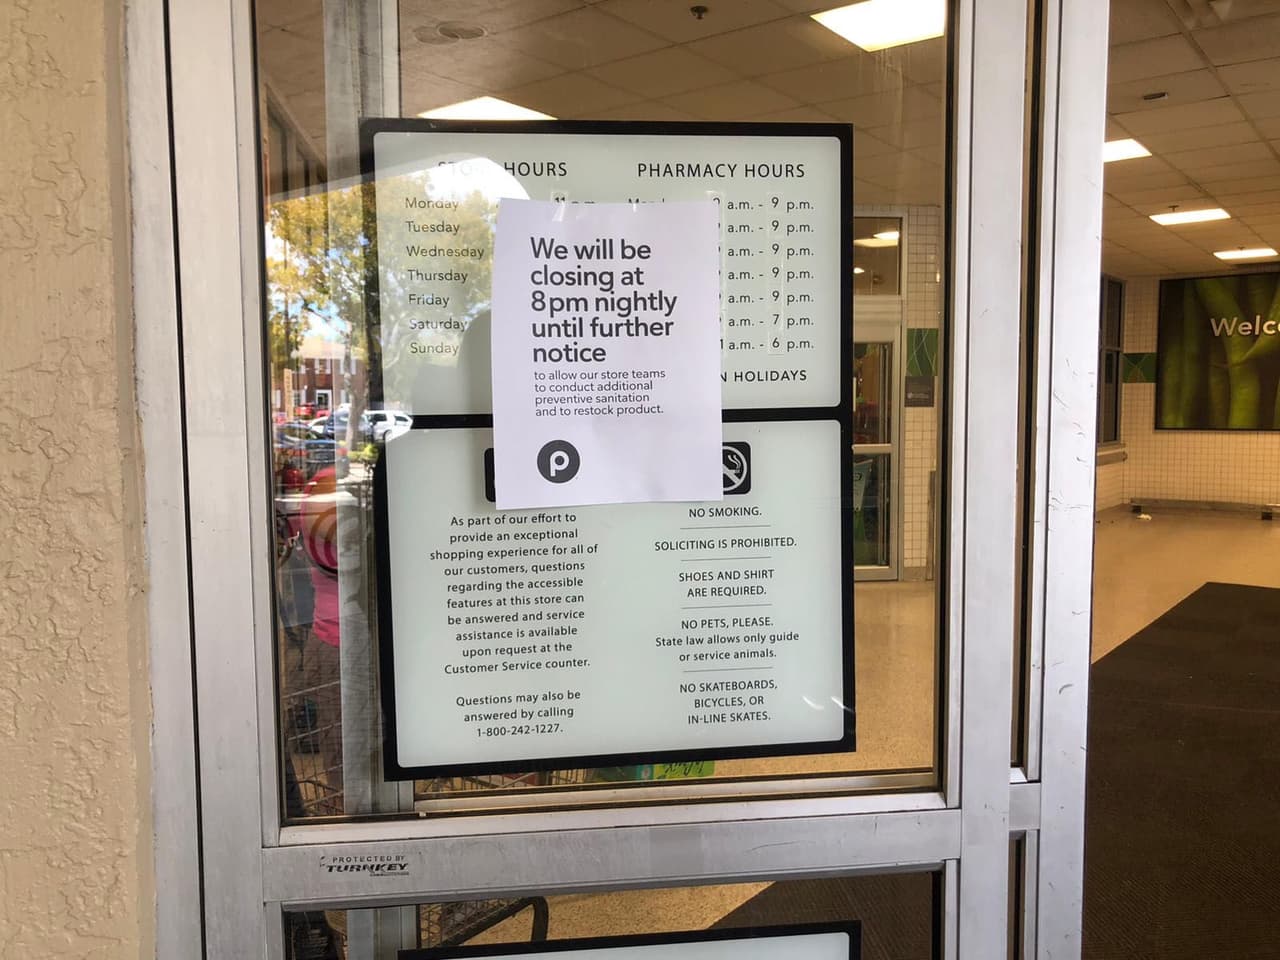 HOURS
Monday
Tuesday
Wednesday
Thursday
Friday
Saturday
Sunday
PHARMACY HOURS
a.m. - 9 p.m.
a.m. - 9 p.m.
a.m. - 9 p.m.
a.m. - 9 p.m.
a.m. - 9 p.m.
a.m. - 7 p.m.
a.m. - 6 p.m.
HOLIDAYS
We will be
closing at
8pm nightly
until further
notice
to allow our store teams
to conduct additional
preventive sanitation
and to restock product.
p
As part of our effort to
provide an exceptional
shopping experience for all of
our customers, questions
regarding the accessible
features at this store can
be answered and service
assistance is available
upon request at the
Customer Service counter.
Questions may also be
answered by calling
1-800-242-1227.
NO SMOKING.
SOLICITING IS PROHIBITED.
SHOES AND SHIRT
ARE REQUIRED.
NO PETS, PLEASE.
State law allows only guide
or service animals.
NO SKATEBOARDS,
BICYCLES, OR
IN-LINE SKATES.
PROTECTED BY
TURNKEY
Welc